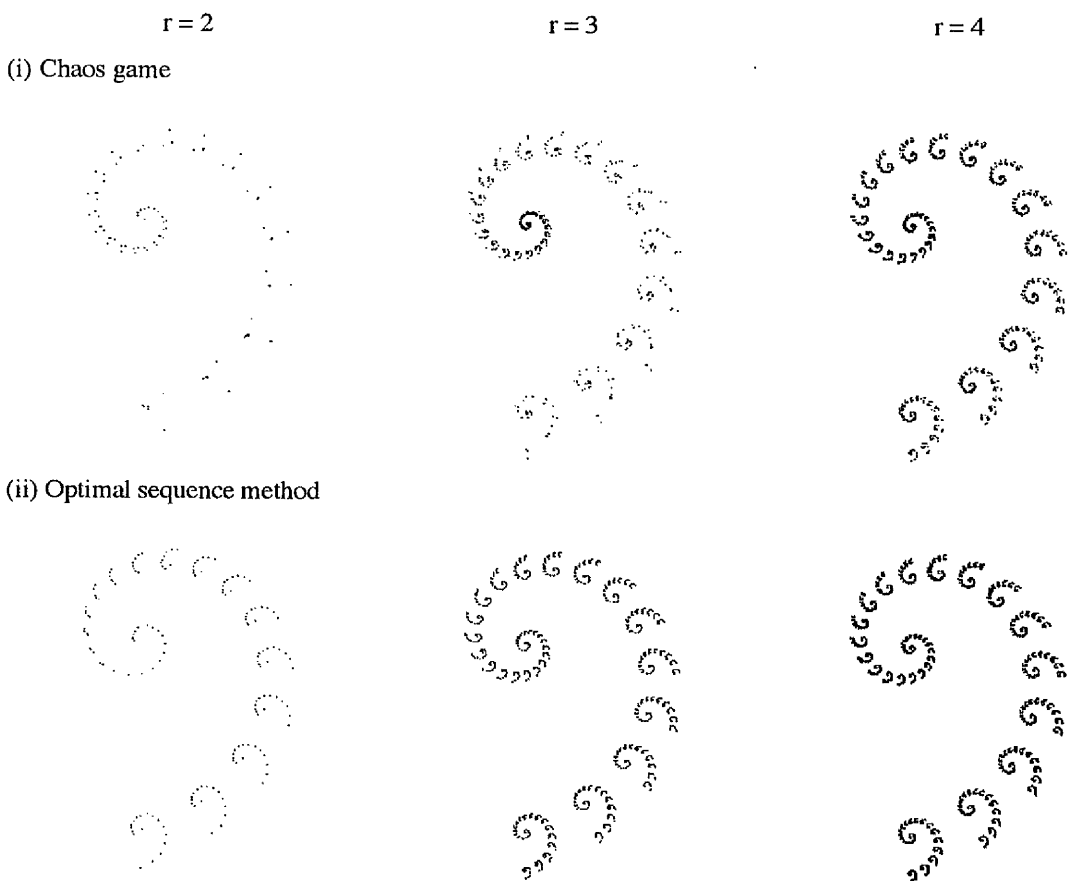 r = 2 r = 3 r = 4
(i) Chaos game
(ii) Optimal sequence method